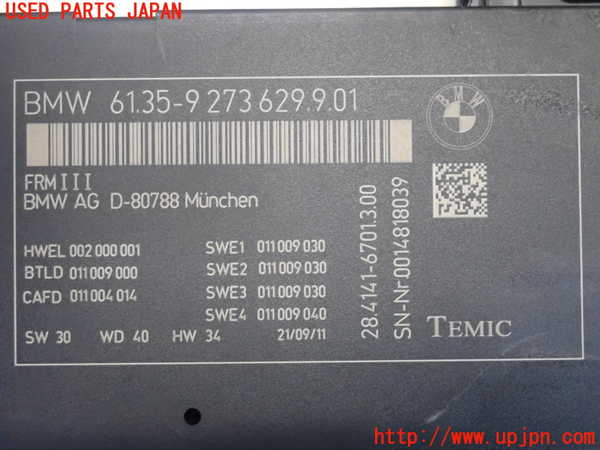 USED PARTS JAPAN
BMW 61.35-9 273 629.9.01
BMW
FRMIII
BMW AG D-80788 München
HWEL 002 000 001
BTLD 011 009 000
CAFD 011 004 014
SWE1 011 009 030
SWE2 011 009 030
SWE3 011 009 030
SWE4 011 009 040
SW 30 WD 40 HW 34 21/09/11
28.4141-6701.3.00
SN-Nr.0014818039
TEMIC
http://www.upjpn.com/